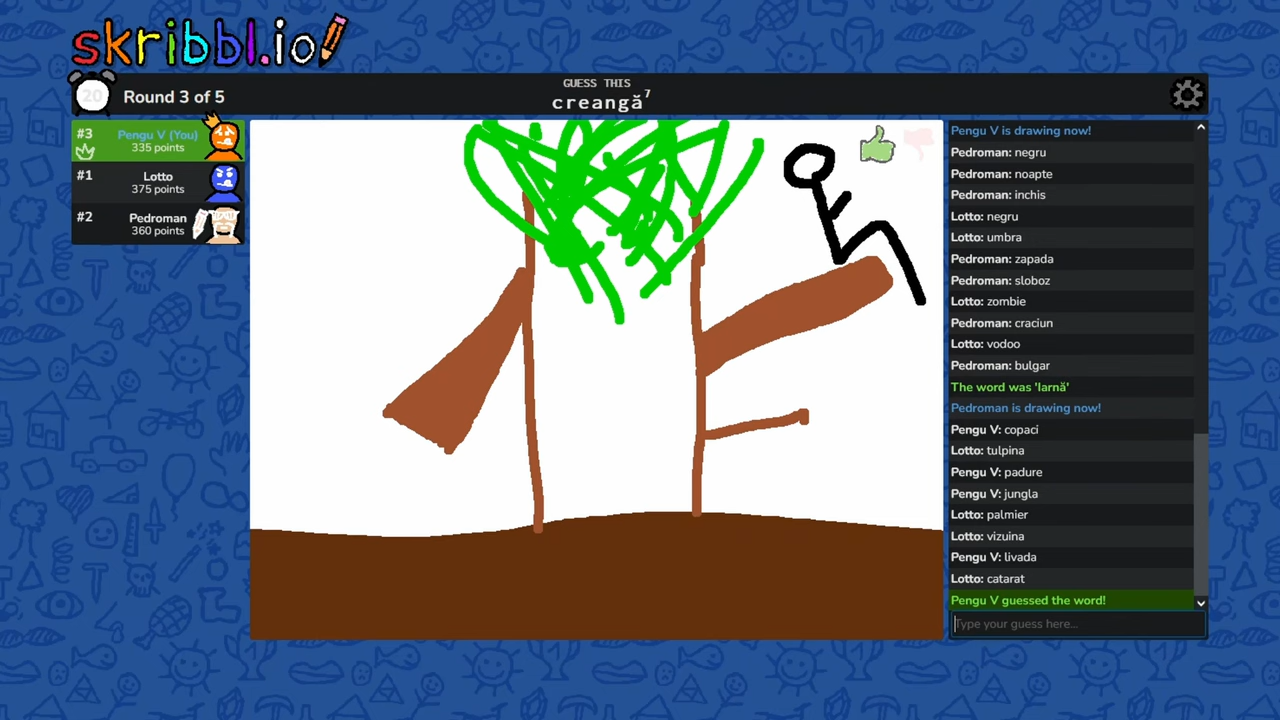 skribbl.io
20
Round 3 of 5
GUESS THIS
creangă7
#3
Pengu V (You)
335 points
#1
Lotto
375 points
#2
Pedroman
360 points
Pengu V is drawing now!
Pedroman: negru
Pedroman: noapte
Pedroman: inchis
Lotto: negru
Lotto: umbra
Pedroman: zapada
Pedroman: sloboz
Lotto: zombie
Pedroman: craciun
Lotto: vodoo
Pedroman: bulgar
The word was 'Iarnă'
Pedroman is drawing now!
Pengu V: copaci
Lotto: tulpina
Pengu V: padure
Pengu V: jungla
Lotto: palmier
Lotto: vizuina
Pengu V: livada
Lotto: catarat
Pengu V guessed the word!
Type your guess here...